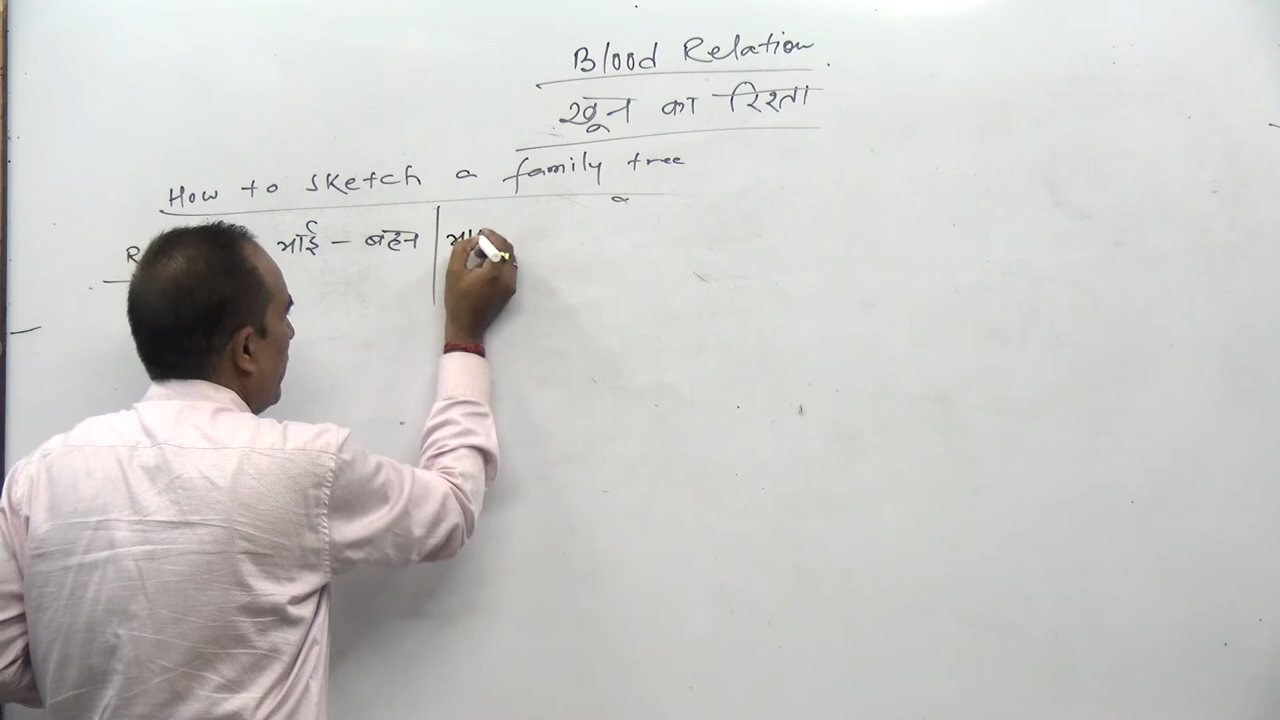 Blood Relation
खून का रिश्ता
How to sketch a family tree
भाई - बहन